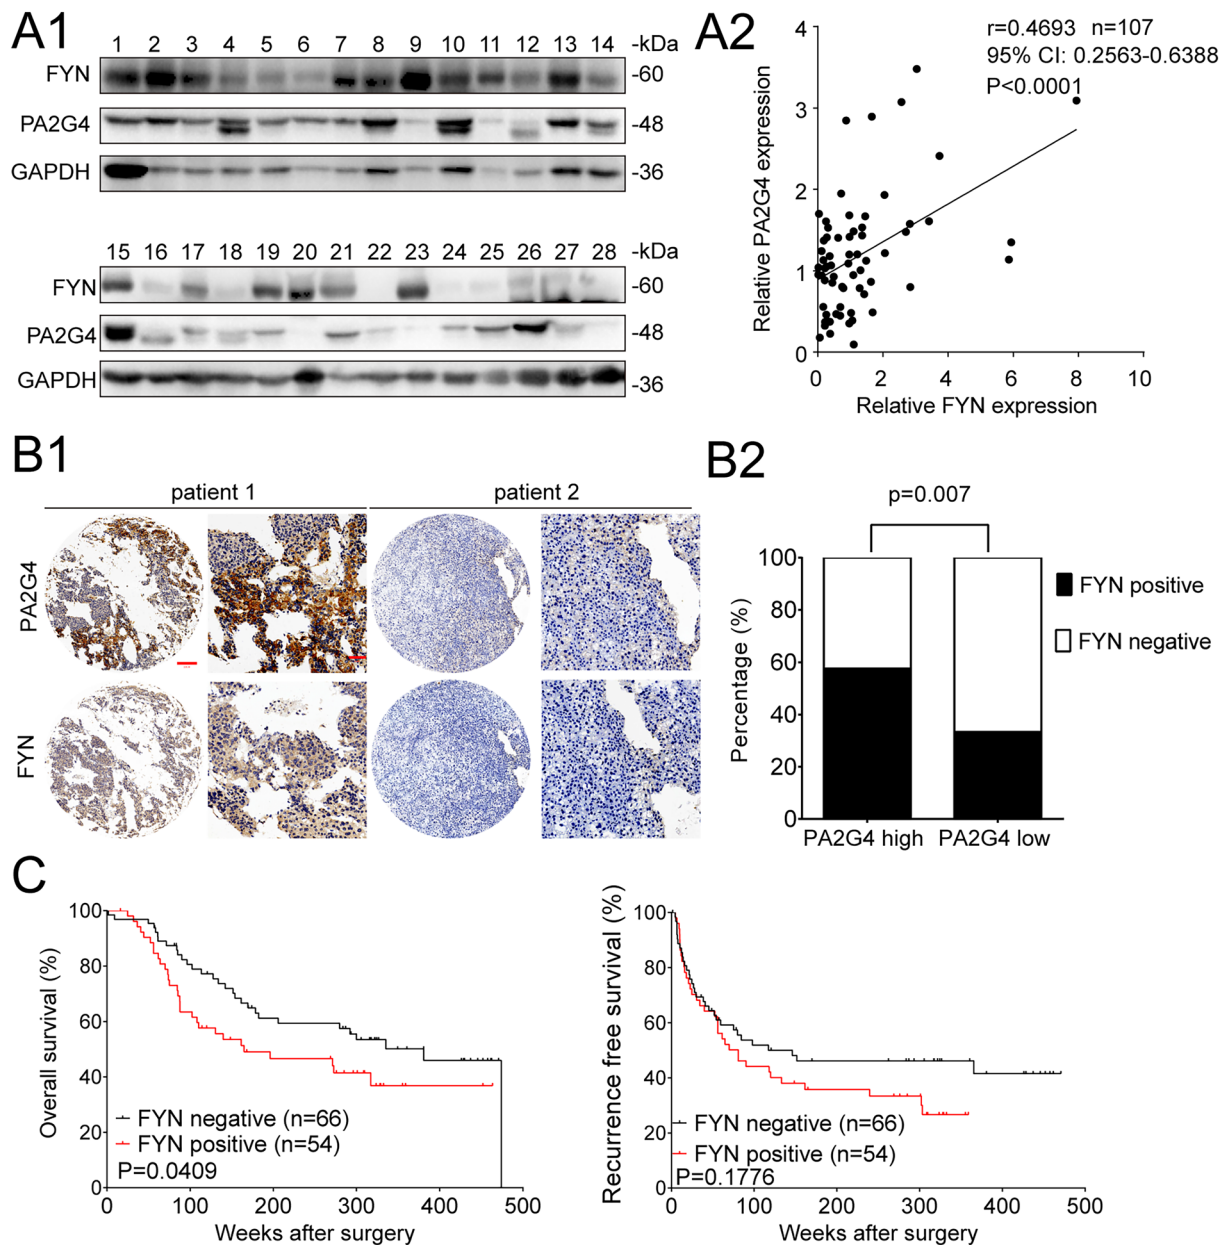 A1
1 2 3 4 5 6 7 8 9 10 11 12 13 14 -kDa
FYN -60
PA2G4 -48
GAPDH -36
15 16 17 18 19 20 21 22 23 24 25 26 27 28 -kDa
FYN -60
PA2G4 -48
GAPDH -36
A2
r=0.4693 n=107
95% CI: 0.2563-0.6388
P<0.0001
Relative PA2G4 expression
4
3
2
1
0
0 2 4 6 8 10
Relative FYN expression
B1
patient 1 patient 2
PA2G4
FYN
B2
p=0.007
Percentage (%)
100
80
60
40
20
0
PA2G4 high PA2G4 low
FYN positive
FYN negative
C
Overall survival (%)
100
80
60
40
20
0
FYN negative (n=66)
FYN positive (n=54)
P=0.0409
0 100 200 300 400 500
Weeks after surgery
Recurrence free survival (%)
100
80
60
40
20
0
FYN negative (n=66)
FYN positive (n=54)
P=0.1776
0 100 200 300 400 500
Weeks after surgery